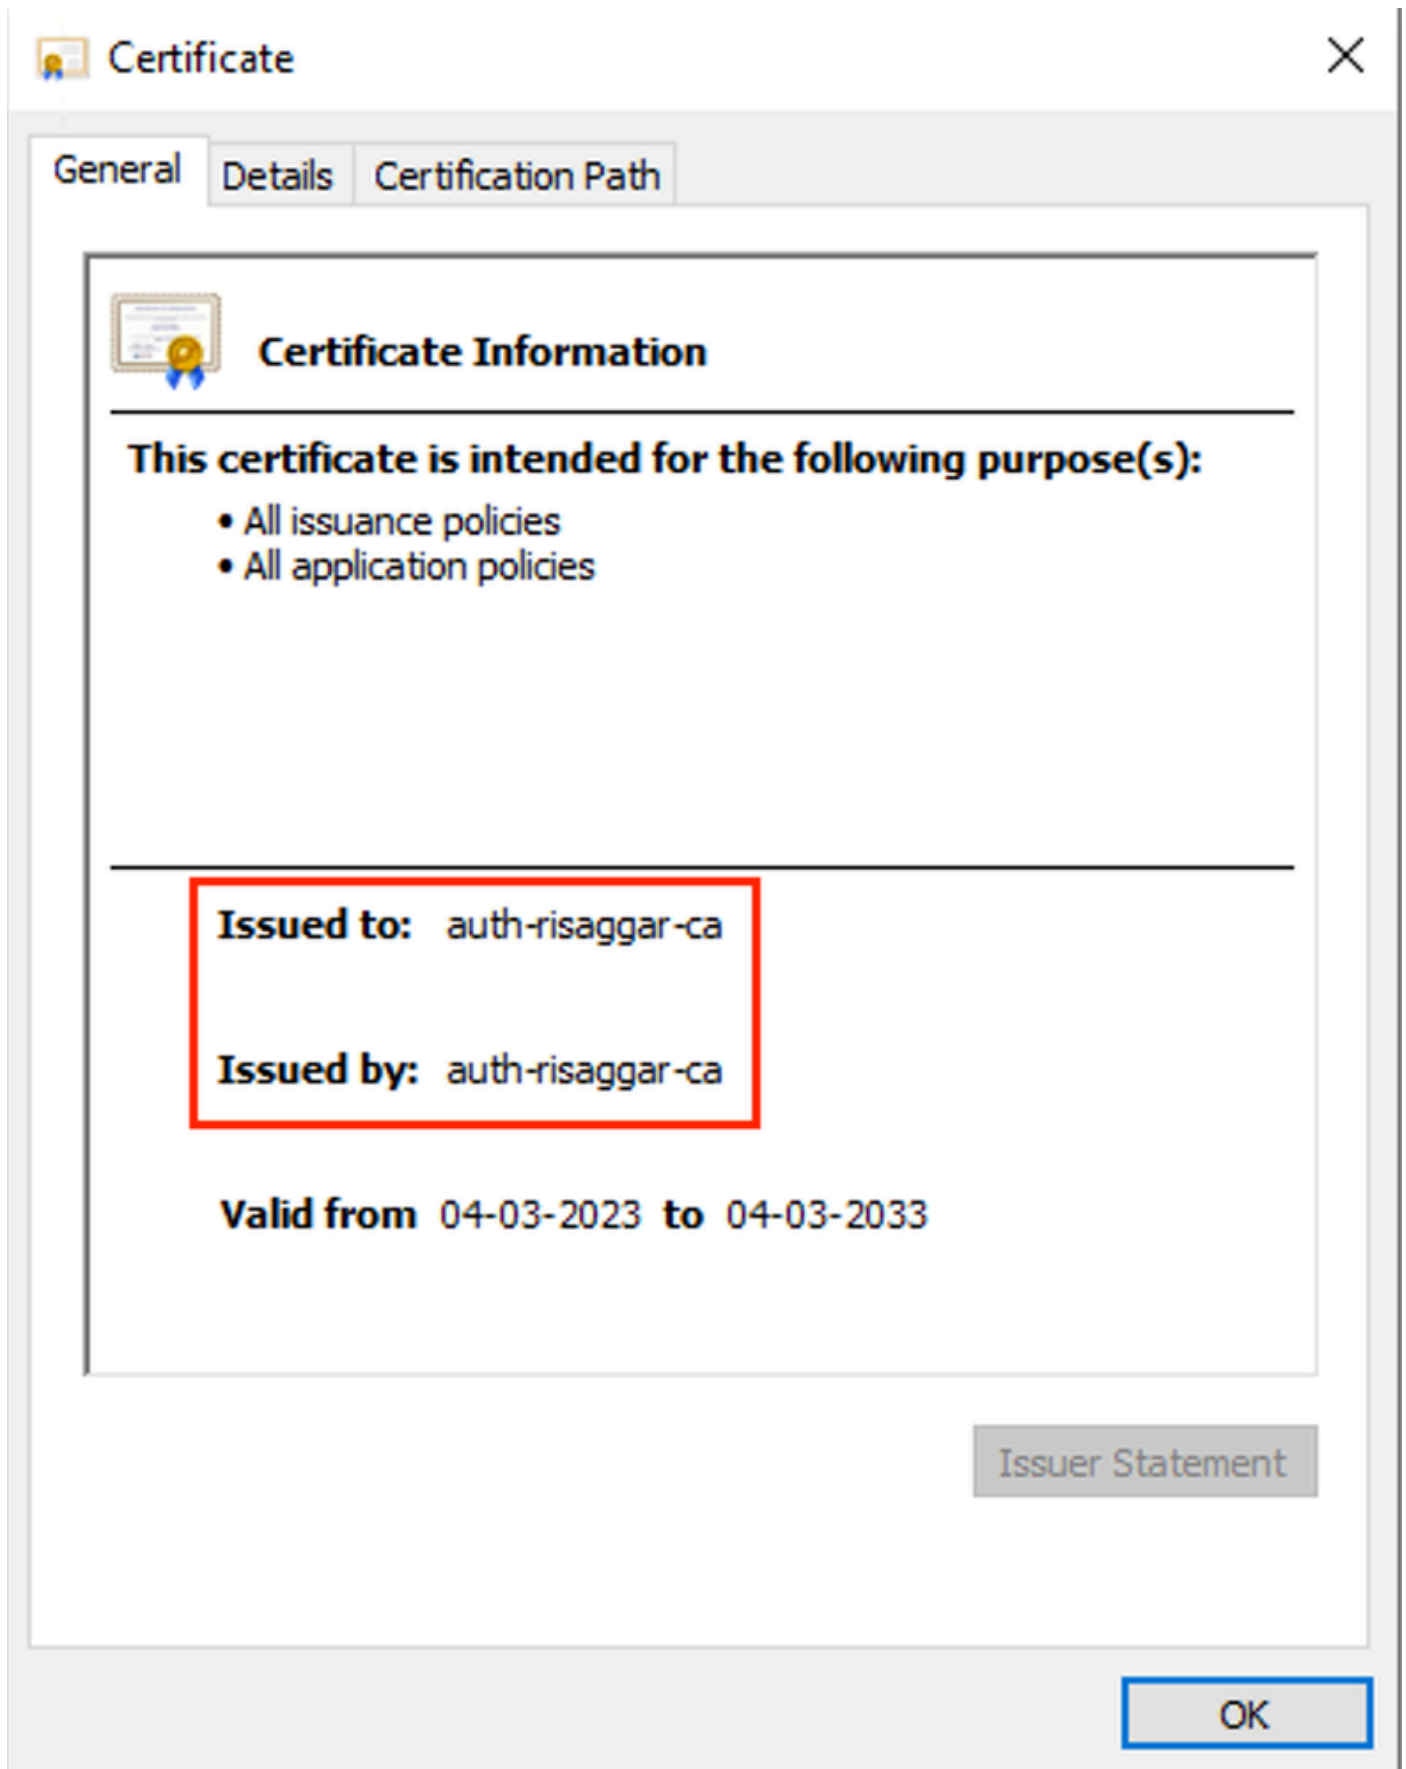 Certificate
General Details Certification Path
Certificate Information
This certificate is intended for the following purpose(s):
• All issuance policies
• All application policies
Issued to: auth-risaggar-ca
Issued by: auth-risaggar-ca
Valid from 04-03-2023 to 04-03-2033
Issuer Statement
OK